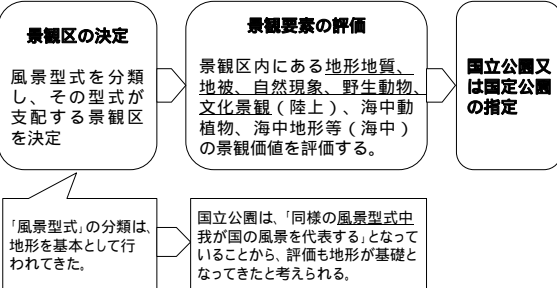 景観区の決定
風景型式を分類
し、その型式が
支配する景観区
を決定
景観要素の評価
景観区内にある地形地質、
地被、自然現象、野生動物、
文化景観(陸上)、海中動
植物、海中地形等(海中)
の景観価値を評価する。
国立公園又
は国定公園
の指定
「風景型式」の分類は、
地形を基本として行
われてきた。
国立公園は、「同様の風景型式中
我が国の風景を代表する」となって
いることから、評価も地形が基礎と
なってきたと考えられる。